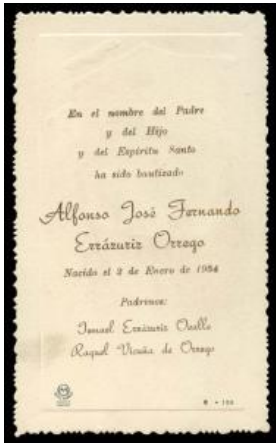 En el nombre del Padre
y del Hijo
y del Espíritu Santo
ha sido bautizado
Alfonso José Fernando
Errázuriz Orrego
Nacido el 2 de Enero de 1954
Padrinos:
Ismael Errázuriz Ovalle
Raquel Vicuña de Orrego